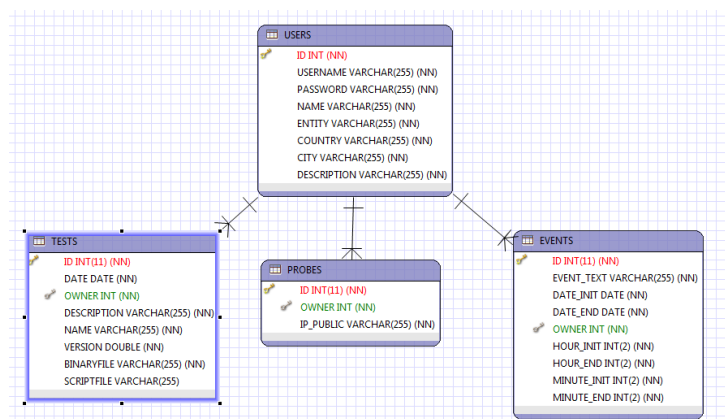 USERS
ID INT (NN)
USERNAME VARCHAR(255) (NN)
PASSWORD VARCHAR(255) (NN)
NAME VARCHAR(255) (NN)
ENTITY VARCHAR(255) (NN)
COUNTRY VARCHAR(255) (NN)
CITY VARCHAR(255) (NN)
DESCRIPTION VARCHAR(255) (NN)
TESTS
ID INT(11) (NN)
DATE DATE (NN)
OWNER INT (NN)
DESCRIPTION VARCHAR(255) (NN)
NAME VARCHAR(255) (NN)
VERSION DOUBLE (NN)
BINARYFILE VARCHAR(255) (NN)
SCRIPTFILE VARCHAR(255)
PROBES
ID INT(11) (NN)
OWNER INT (NN)
IP_PUBLIC VARCHAR(255) (NN)
EVENTS
ID INT(11) (NN)
EVENT_TEXT VARCHAR(255) (NN)
DATE_INIT DATE (NN)
DATE_END DATE (NN)
OWNER INT (NN)
HOUR_INIT INT(2) (NN)
HOUR_END INT(2) (NN)
MINUTE_INIT INT(2) (NN)
MINUTE_END INT(2) (NN)